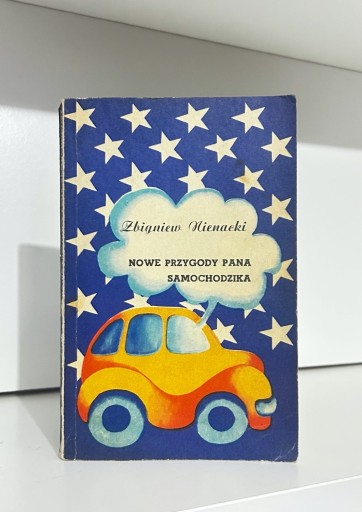 Zbigniew Nienacki
NOWE PRZYGODY PANA
SAMOCHODZIKA